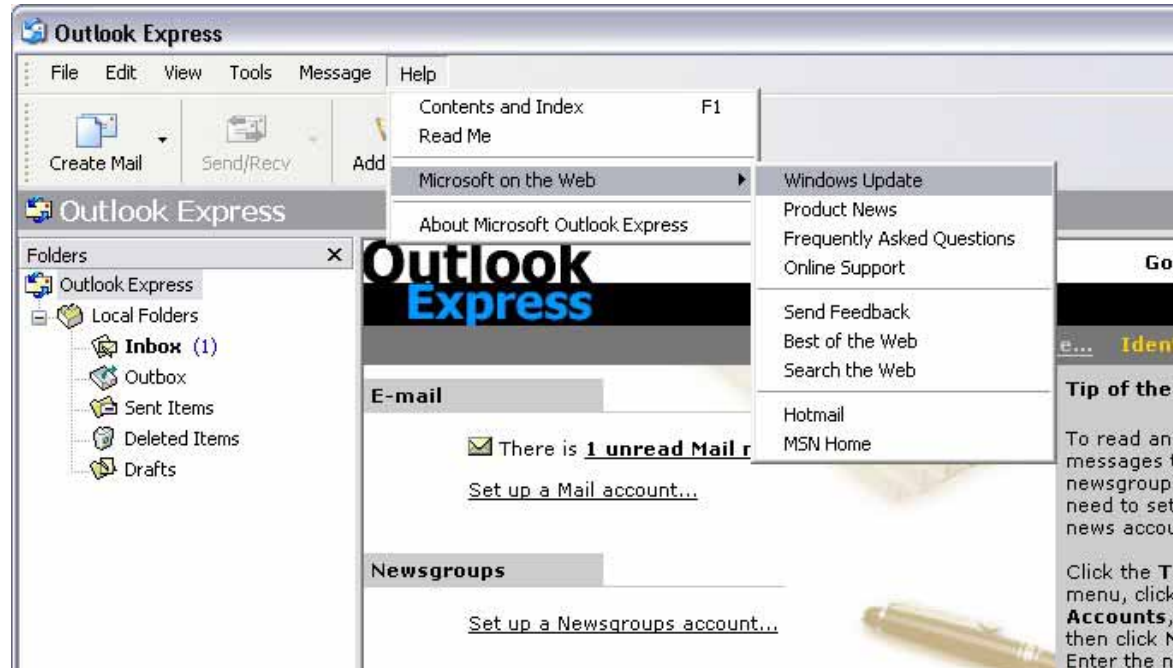 Outlook Express
File Edit View Tools Message Help
Create Mail Send/Recv Add
Contents and Index F1
Read Me
Microsoft on the Web
About Microsoft Outlook Express
Windows Update
Product News
Frequently Asked Questions
Online Support
Send Feedback
Best of the Web
Search the Web
Hotmail
MSN Home
Outlook Express
Folders
Outlook Express
Local Folders
Inbox (1)
Outbox
Sent Items
Deleted Items
Drafts
Outlook
Express
Go
e... Iden
E-mail
There is 1 unread Mail
Set up a Mail account...
Newsgroups
Set up a Newsgroups account...
Tip of the
To read an
messages
newsgroup
need to set
news accou
Click the T
menu, click
Accounts,
then click N
Enter the n